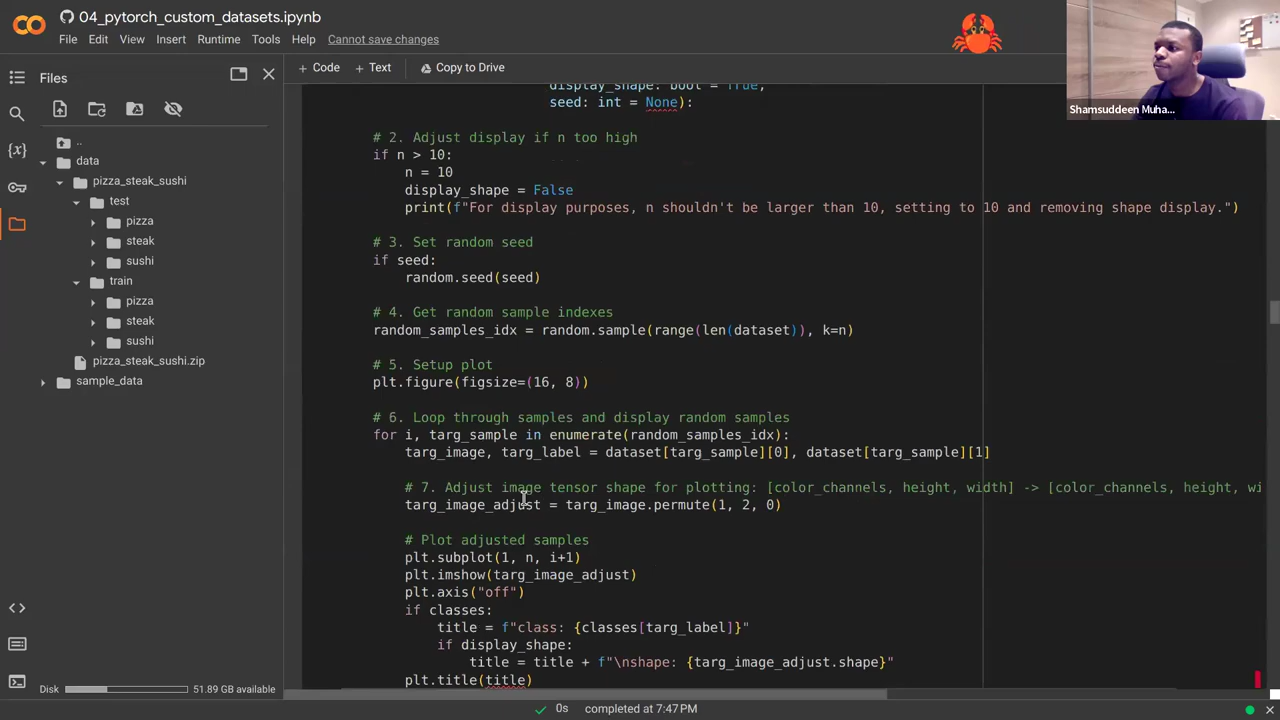 04_pytorch_custom_datasets.ipynb
File Edit View Insert Runtime Tools Help Cannot save changes
Shamsuddeen Muha...
Files
+ Code + Text Copy to Drive
..
data
pizza_steak_sushi
test
pizza
steak
sushi
train
pizza
steak
sushi
pizza_steak_sushi.zip
sample_data
Disk 51.89 GB available
display_shape: bool = True,
seed: int = None):
# 2. Adjust display if n too high
if n > 10:
n = 10
display_shape = False
print(f"For display purposes, n shouldn't be larger than 10, setting to 10 and removing shape display.")
# 3. Set random seed
if seed:
random.seed(seed)
# 4. Get random sample indexes
random_samples_idx = random.sample(range(len(dataset)), k=n)
# 5. Setup plot
plt.figure(figsize=(16, 8))
# 6. Loop through samples and display random samples
for i, targ_sample in enumerate(random_samples_idx):
targ_image, targ_label = dataset[targ_sample][0], dataset[targ_sample][1]
# 7. Adjust image tensor shape for plotting: [color_channels, height, width] -> [color_channels, height, wi
targ_image_adjust = targ_image.permute(1, 2, 0)
# Plot adjusted samples
plt.subplot(1, n, i+1)
plt.imshow(targ_image_adjust)
plt.axis("off")
if classes:
title = f"class: {classes[targ_label]}"
if display_shape:
title = title + f"\nshape: {targ_image_adjust.shape}"
plt.title(title)
0s completed at 7:47 PM